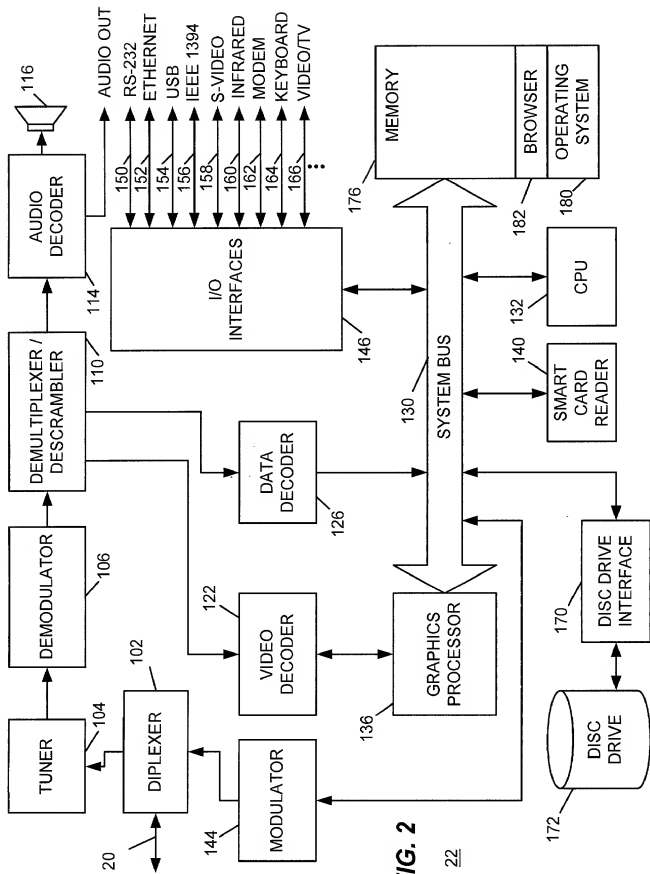 116
AUDIO OUT
RS-232
ETHERNET
USB
IEEE 1394
S-VIDEO
INFRARED
MODEM
KEYBOARD
VIDEO/TV
150
152
154
156
158
160
162
164
166
AUDIO
DECODER
114
I/O
INTERFACES
146
MEMORY
176
BROWSER
182
OPERATING
SYSTEM
180
DEMULTIPLEXER /
DESCRAMBLER
110
SYSTEM BUS
130
CPU
132
SMART
CARD
READER
140
DEMODULATOR
106
DATA
DECODER
126
VIDEO
DECODER
122
GRAPHICS
PROCESSOR
136
DISC DRIVE
INTERFACE
170
TUNER
104
DIPLEXER
102
20
MODULATOR
144
DISC
DRIVE
172
FIG. 2
22